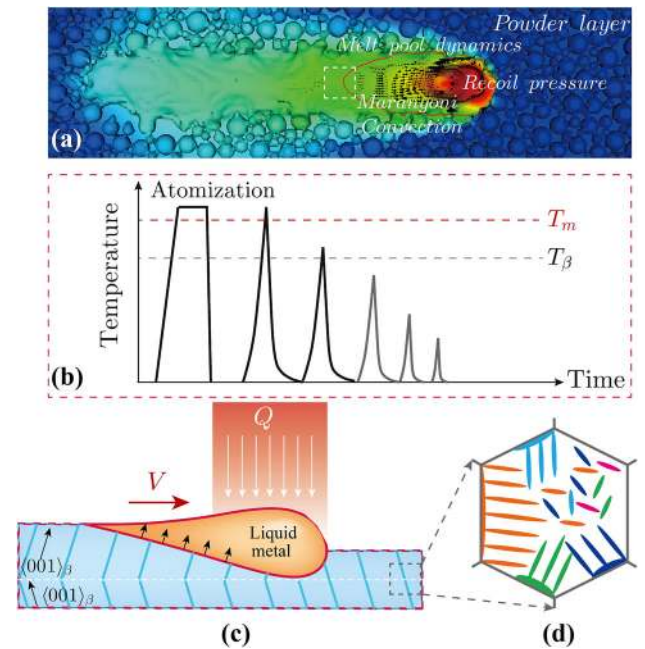 Powder layer
Melt pool dynamics
Recoil pressure
Marangoni
Convection
(a)
Atomization
Temperature
T_m
T_β
Time
(b)
Q
V
Liquid
metal
⟨001⟩_β
⟨001⟩_β
(c)
(d)